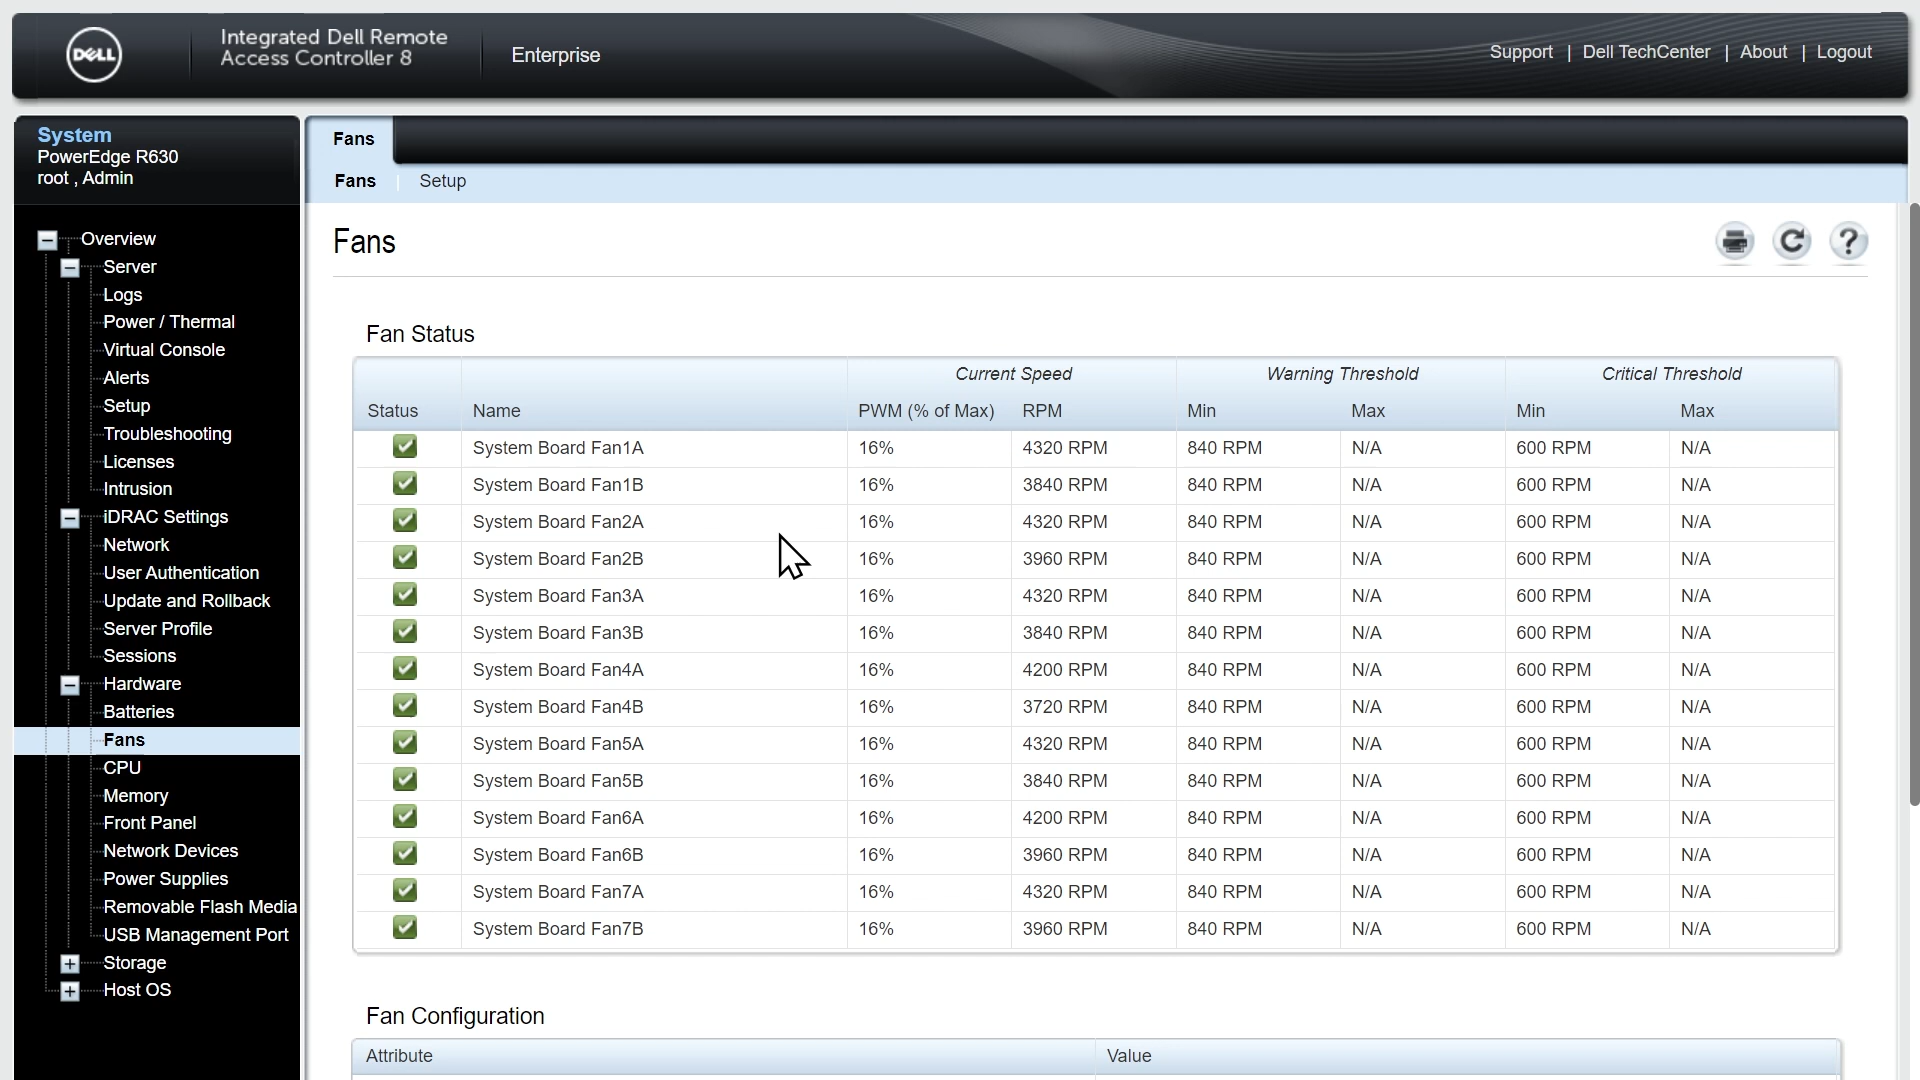 DELL
Integrated Dell Remote
Access Controller 8
Enterprise
Support | Dell TechCenter | About | Logout
System
PowerEdge R630
root , Admin
Overview
Server
Logs
Power / Thermal
Virtual Console
Alerts
Setup
Troubleshooting
Licenses
Intrusion
iDRAC Settings
Network
User Authentication
Update and Rollback
Server Profile
Sessions
Hardware
Batteries
Fans
CPU
Memory
Front Panel
Network Devices
Power Supplies
Removable Flash Media
USB Management Port
Storage
Host OS
Fans
Fans Setup
Fans
Fan Status
Current Speed Warning Threshold Critical Threshold
Status Name PWM (% of Max) RPM Min Max Min Max
System Board Fan1A 16% 4320 RPM 840 RPM N/A 600 RPM N/A
System Board Fan1B 16% 3840 RPM 840 RPM N/A 600 RPM N/A
System Board Fan2A 16% 4320 RPM 840 RPM N/A 600 RPM N/A
System Board Fan2B 16% 3960 RPM 840 RPM N/A 600 RPM N/A
System Board Fan3A 16% 4320 RPM 840 RPM N/A 600 RPM N/A
System Board Fan3B 16% 3840 RPM 840 RPM N/A 600 RPM N/A
System Board Fan4A 16% 4200 RPM 840 RPM N/A 600 RPM N/A
System Board Fan4B 16% 3720 RPM 840 RPM N/A 600 RPM N/A
System Board Fan5A 16% 4320 RPM 840 RPM N/A 600 RPM N/A
System Board Fan5B 16% 3840 RPM 840 RPM N/A 600 RPM N/A
System Board Fan6A 16% 4200 RPM 840 RPM N/A 600 RPM N/A
System Board Fan6B 16% 3960 RPM 840 RPM N/A 600 RPM N/A
System Board Fan7A 16% 4320 RPM 840 RPM N/A 600 RPM N/A
System Board Fan7B 16% 3960 RPM 840 RPM N/A 600 RPM N/A
Fan Configuration
Attribute Value